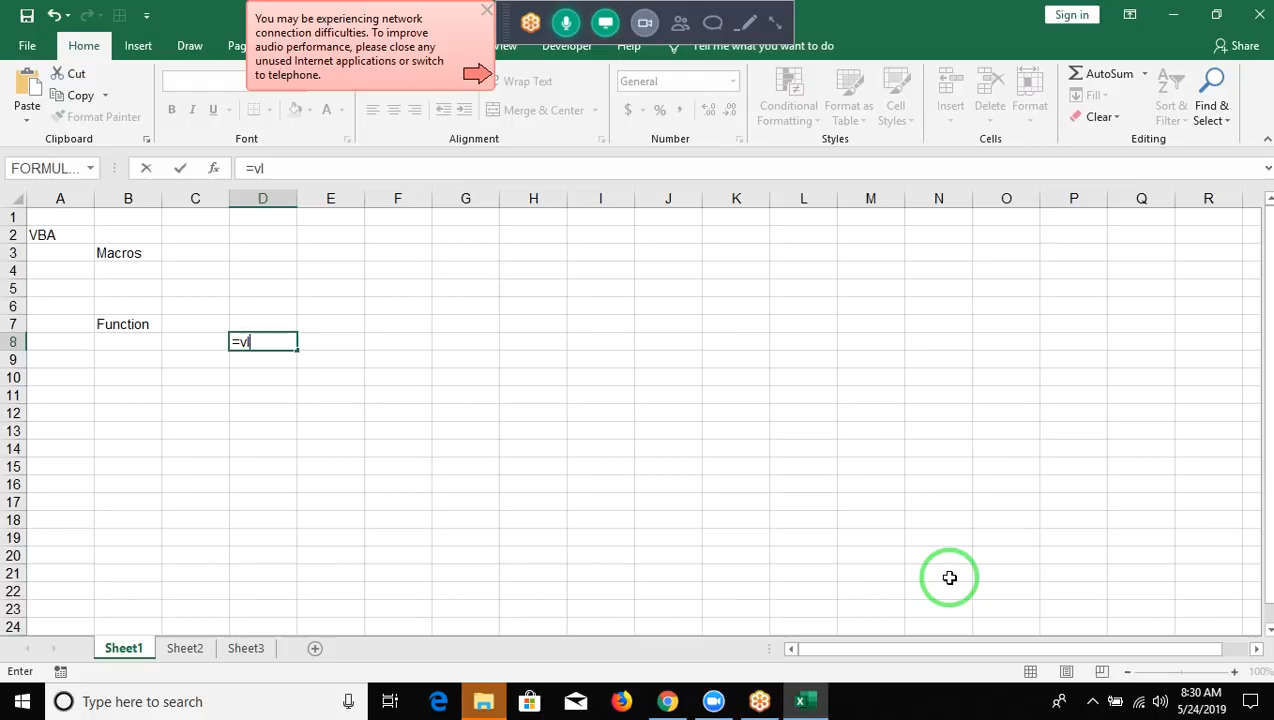 You may be experiencing network
connection difficulties. To improve
audio performance, please close any
unused Internet applications or switch
to telephone.
Sign in
File
Home
Insert
Draw
View
Developer
Help
Tell me what you want to do
Share
Cut
Copy
Format Painter
Paste
Clipboard
B I U
Font
Wrap Text
Merge & Center
Alignment
General
$ %
Number
Conditional
Formatting
Format as
Table
Cell
Styles
Styles
Insert
Delete
Format
Cells
AutoSum
Fill
Clear
Sort &
Filter
Find &
Select
Editing
FORMUL...
fx
=vl
A B C D E F G H I J K L M N O P Q R
1
2 VBA
3 Macros
4
5
6
7 Function
8 =vl
9
10
11
12
13
14
15
16
17
18
19
20
21
22
23
24
Sheet1
Sheet2
Sheet3
Enter
100%
Type here to search
8:30 AM
5/24/2019